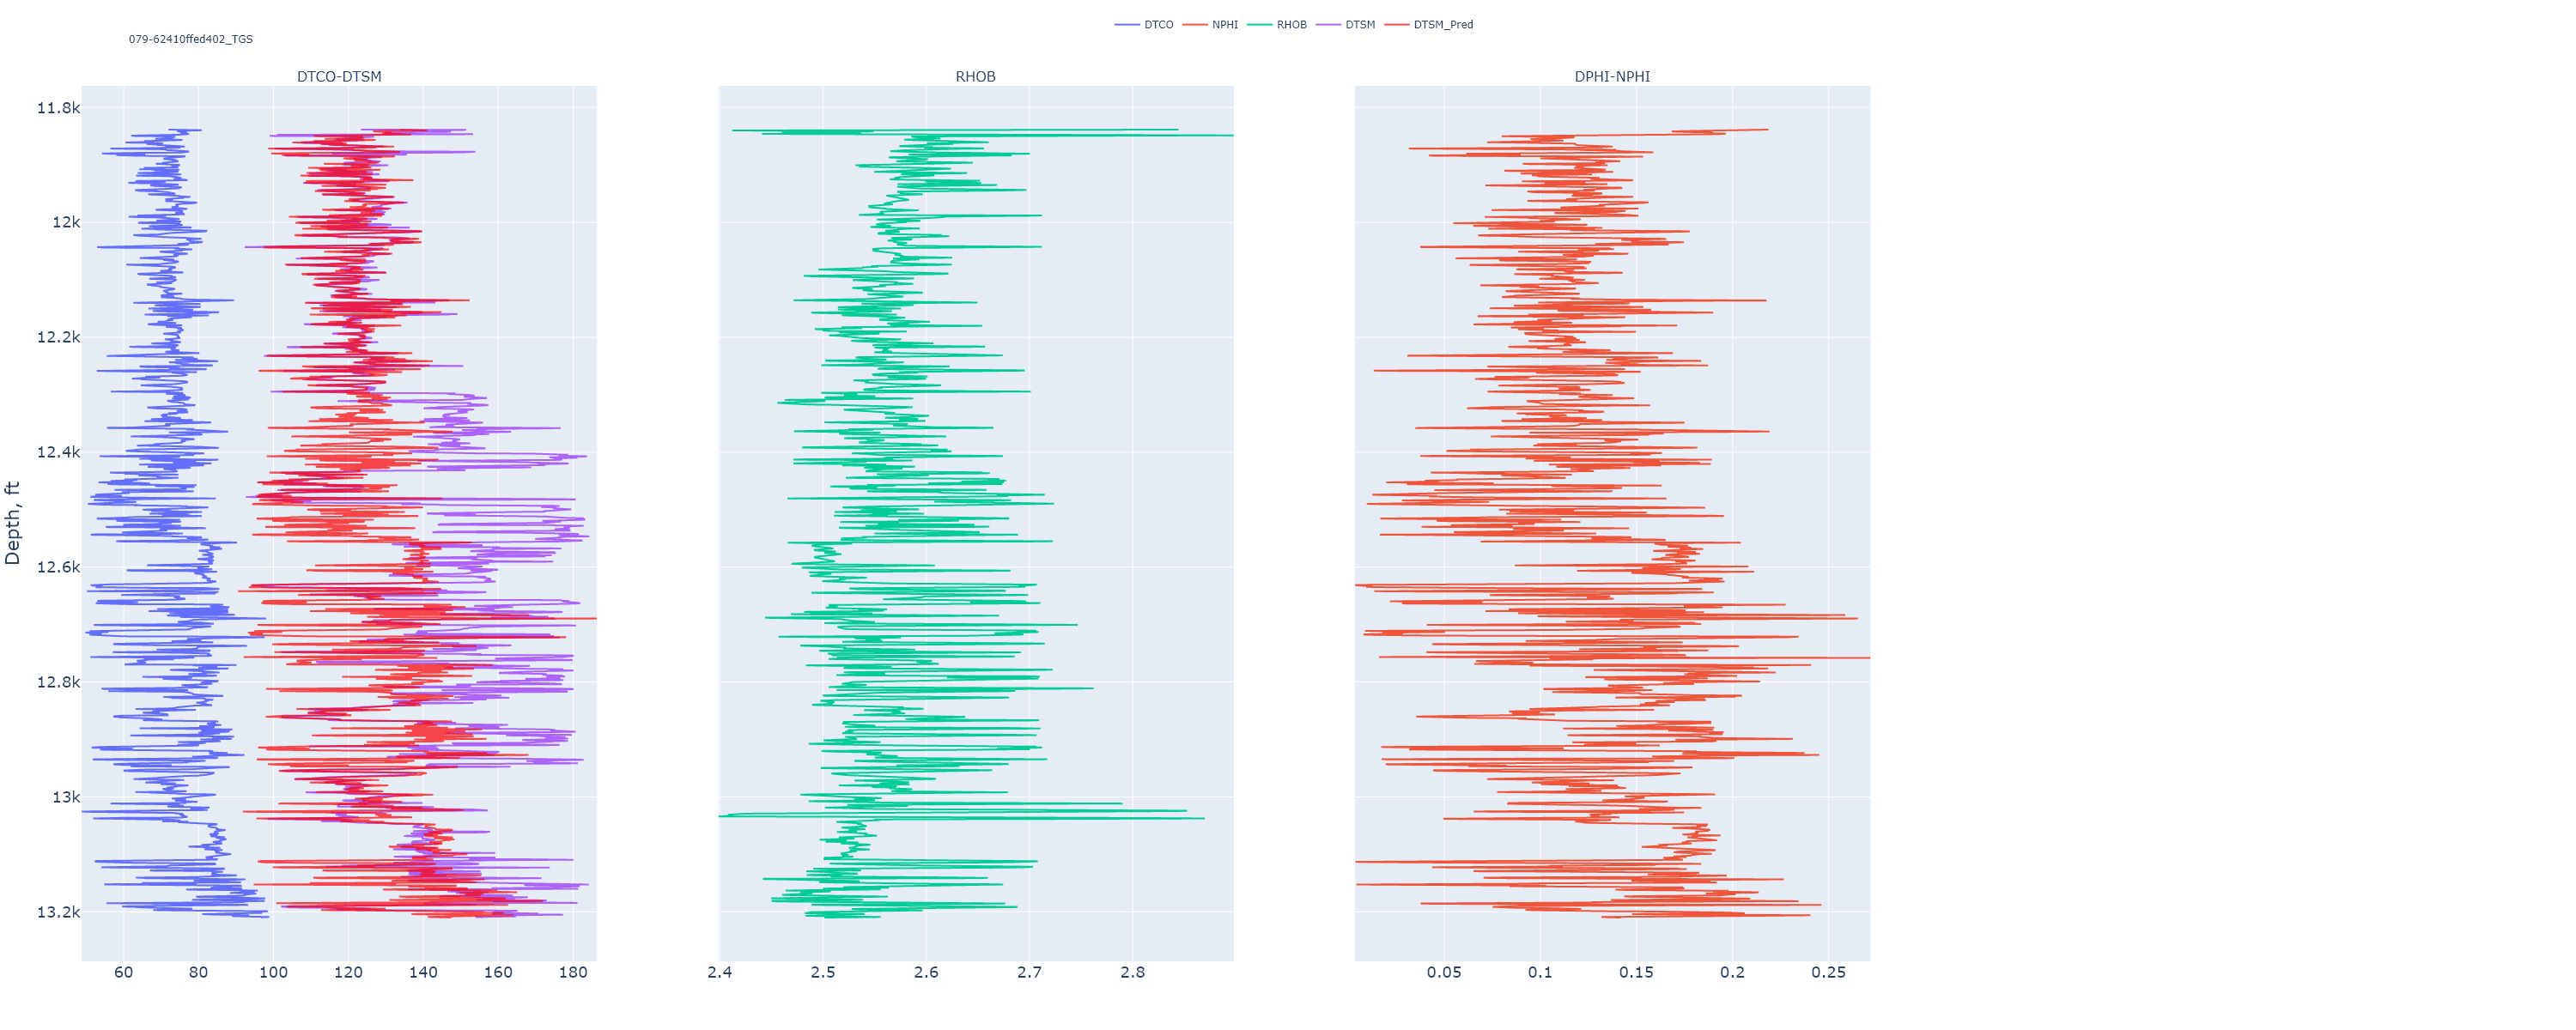 DTCO NPHI RHOB DTSM DTSM_Pred
079-62410ffed402_TGS
DTCO-DTSM RHOB DPHI-NPHI
Depth, ft
11.8k
12k
12.2k
12.4k
12.6k
12.8k
13k
13.2k
60 80 100 120 140 160 180
2.4 2.5 2.6 2.7 2.8
0.05 0.1 0.15 0.2 0.25